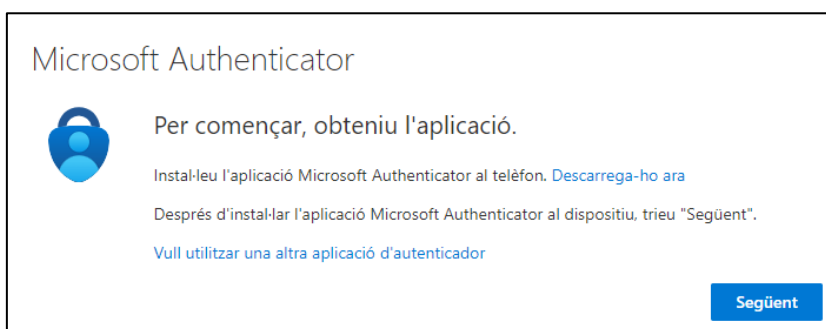 Microsoft Authenticator
Per començar, obteniu l'aplicació.
Instal·leu l'aplicació Microsoft Authenticator al telèfon. Descarrega-ho ara
Després d'instal·lar l'aplicació Microsoft Authenticator al dispositiu, trieu "Següent".
Vull utilitzar una altra aplicació d'autenticador
Següent